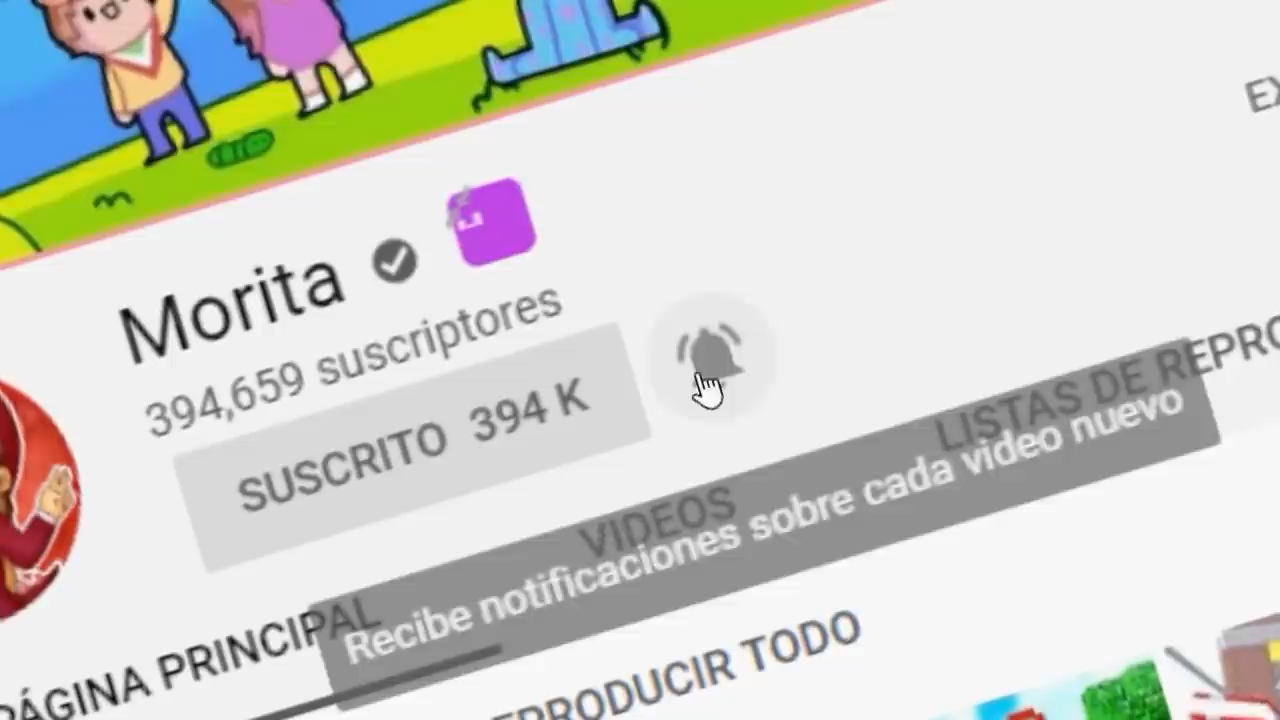 EX
Morita
394,659 suscriptores
SUSCRITO 394 K
LISTAS DE REPRO
VIDEOS
Recibe notificaciones sobre cada video nuevo
PÁGINA PRINCIPAL
EPRODUCIR TODO